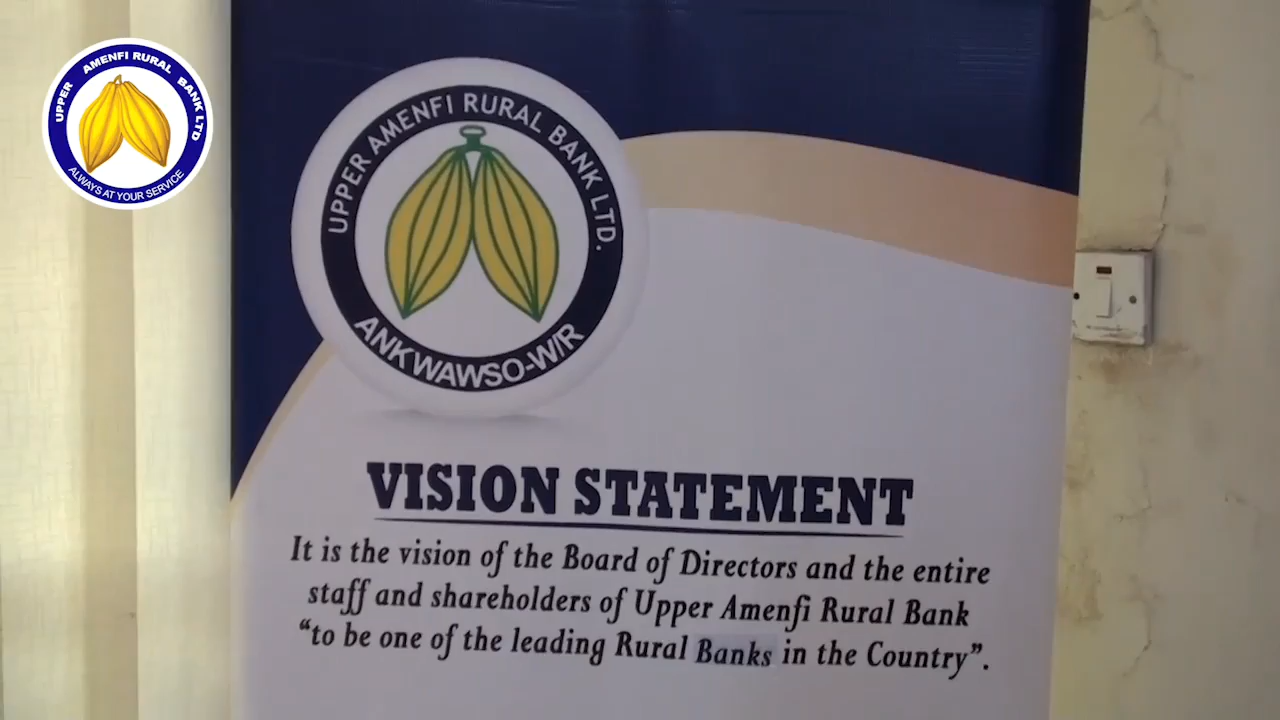 UPPER AMENFI RURAL BANK LTD
ALWAYS AT YOUR SERVICE
UPPER AMENFI RURAL BANK LTD.
ANKWAWSO-W/R
VISION STATEMENT
It is the vision of the Board of Directors and the entire
staff and shareholders of Upper Amenfi Rural Bank
“to be one of the leading Rural Banks in the Country”.